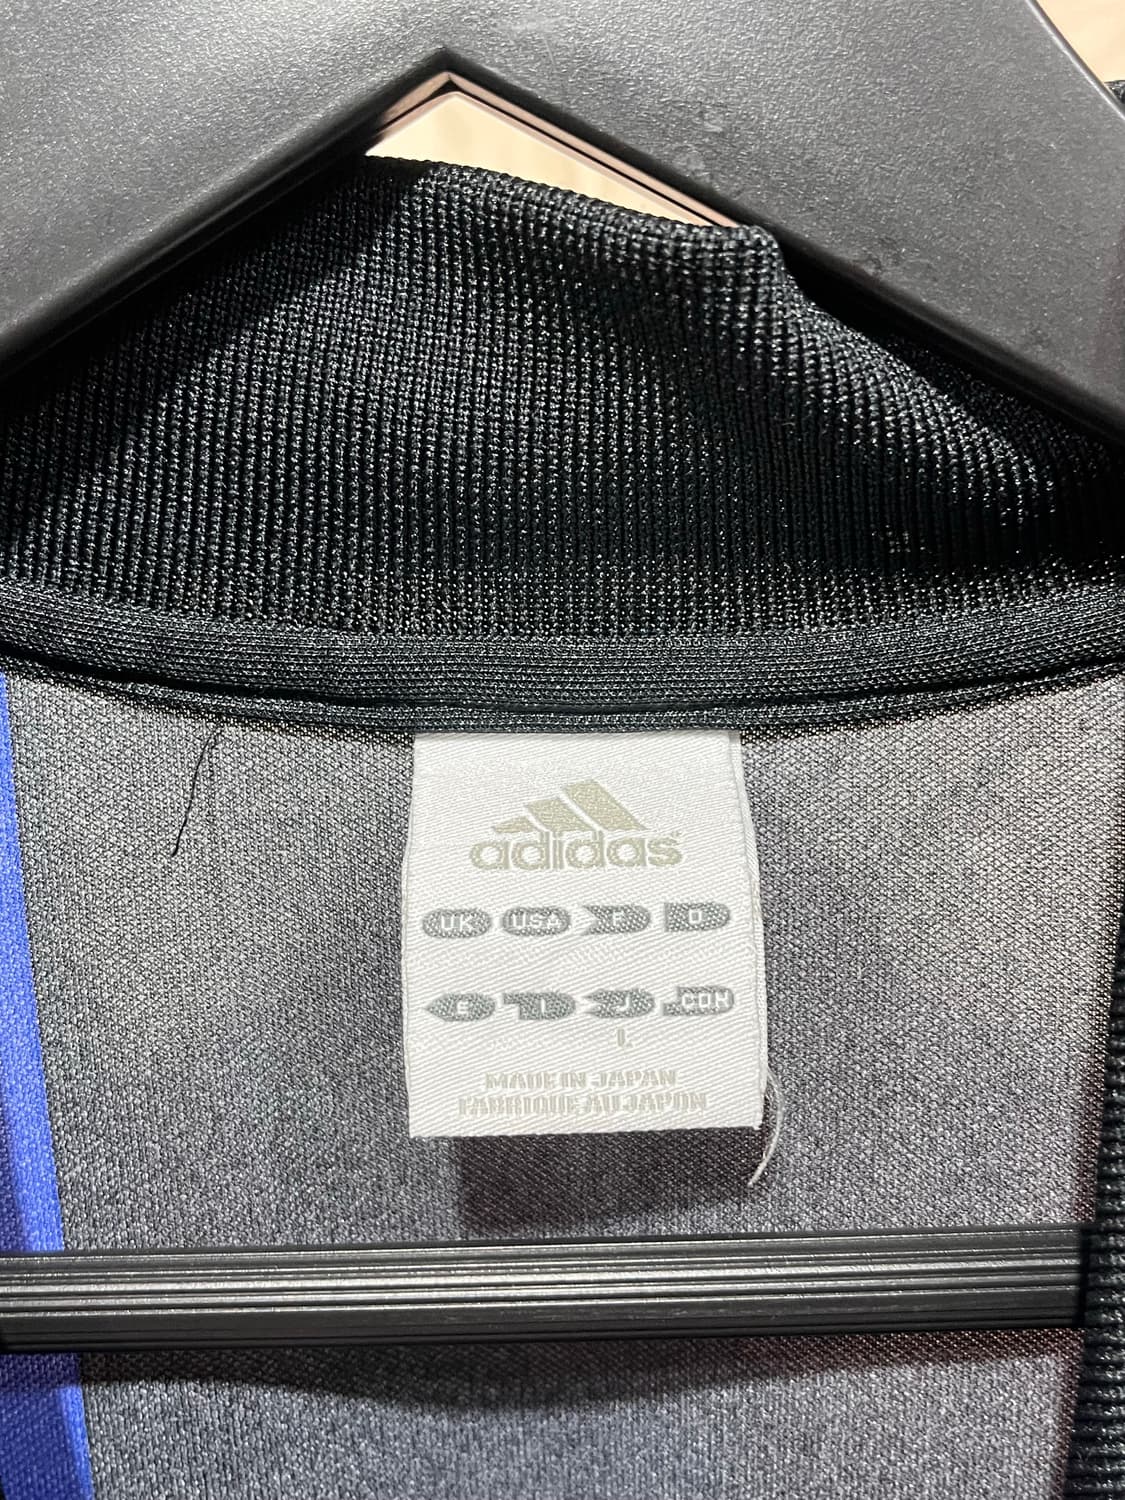 adidas
UK USA F D
E I J .COM
L
MADE IN JAPAN
FABRIQUE AU JAPON